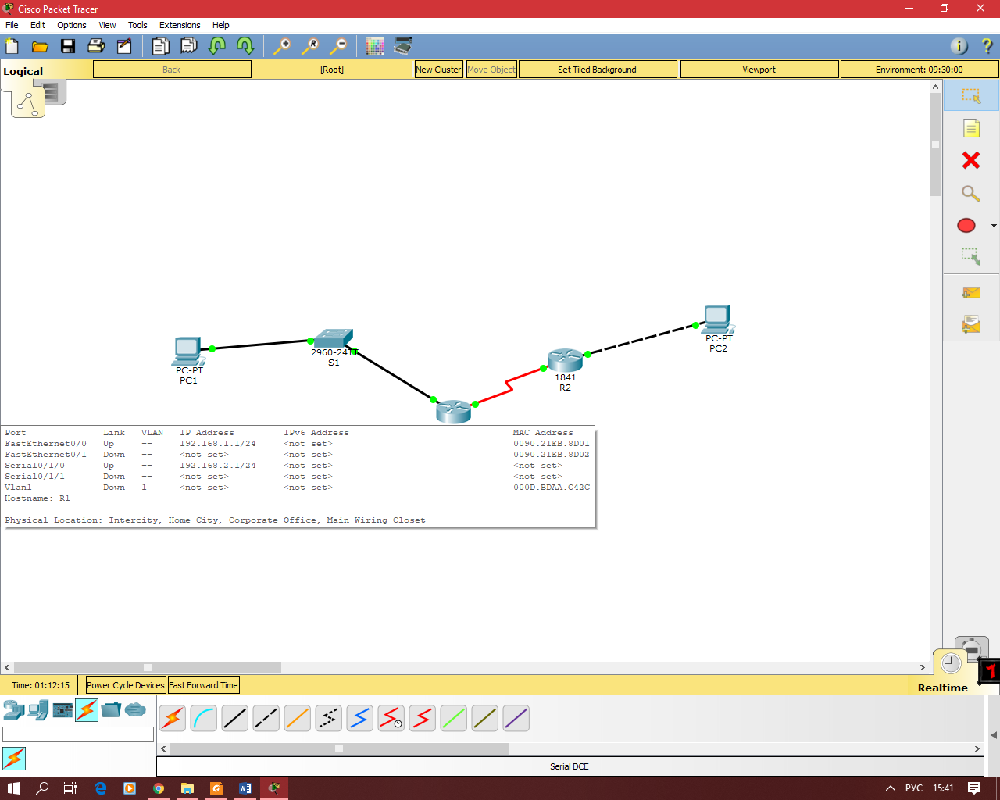 Cisco Packet Tracer
File Edit Options View Tools Extensions Help
Logical Back [Root] New Cluster Move Object Set Tiled Background Viewport Environment: 09:30:00
PC-PT
PC1
2960-24TT
S1
1841
R2
PC-PT
PC2
Port Link VLAN IP Address IPv6 Address MAC Address
FastEthernet0/0 Up -- 192.168.1.1/24 <not set> 0090.21EB.8D01
FastEthernet0/1 Down -- <not set> <not set> 0090.21EB.8D02
Serial0/1/0 Up -- 192.168.2.1/24 <not set> <not set>
Serial0/1/1 Down -- <not set> <not set> <not set>
Vlan1 Down 1 <not set> <not set> 000D.BDAA.C42C
Hostname: R1
Physical Location: Intercity, Home City, Corporate Office, Main Wiring Closet
Time: 01:12:15 Power Cycle Devices Fast Forward Time Realtime
Serial DCE
РУС 15:41